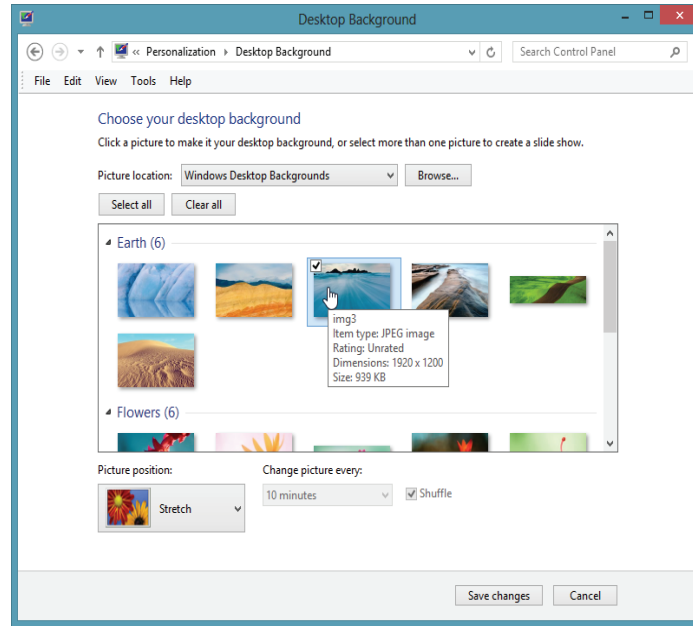 Desktop Background
« Personalization Desktop Background
Search Control Panel
File Edit View Tools Help
Choose your desktop background
Click a picture to make it your desktop background, or select more than one picture to create a slide show.
Picture location: Windows Desktop Backgrounds Browse...
Select all Clear all
Earth (6)
img3
Item type: JPEG image
Rating: Unrated
Dimensions: 1920 x 1200
Size: 939 KB
Flowers (6)
Picture position: Change picture every:
Stretch 10 minutes Shuffle
Save changes Cancel